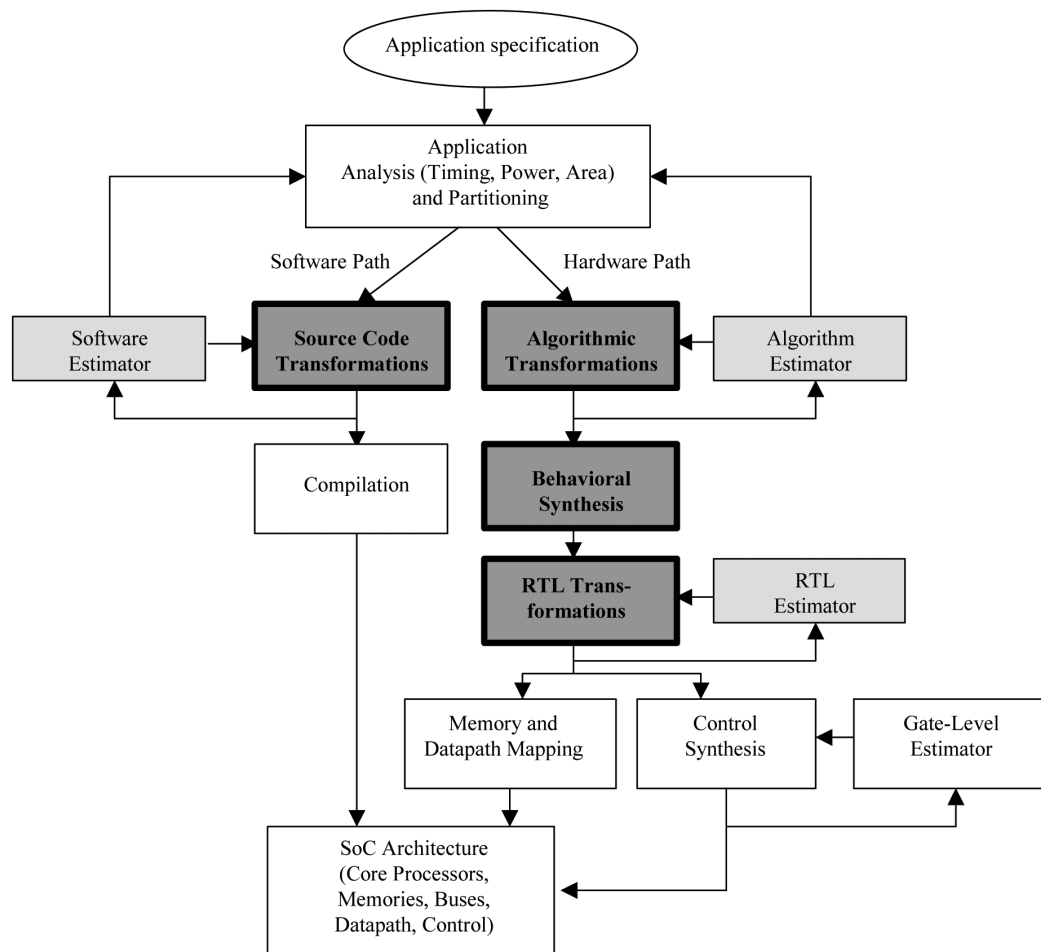 Application specification
Application
Analysis (Timing, Power, Area)
and Partitioning
Software Path
Hardware Path
Software
Estimator
Source Code
Transformations
Algorithmic
Transformations
Algorithm
Estimator
Compilation
Behavioral
Synthesis
RTL Trans-
formations
RTL
Estimator
Memory and
Datapath Mapping
Control
Synthesis
Gate-Level
Estimator
SoC Architecture
(Core Processors,
Memories, Buses,
Datapath, Control)